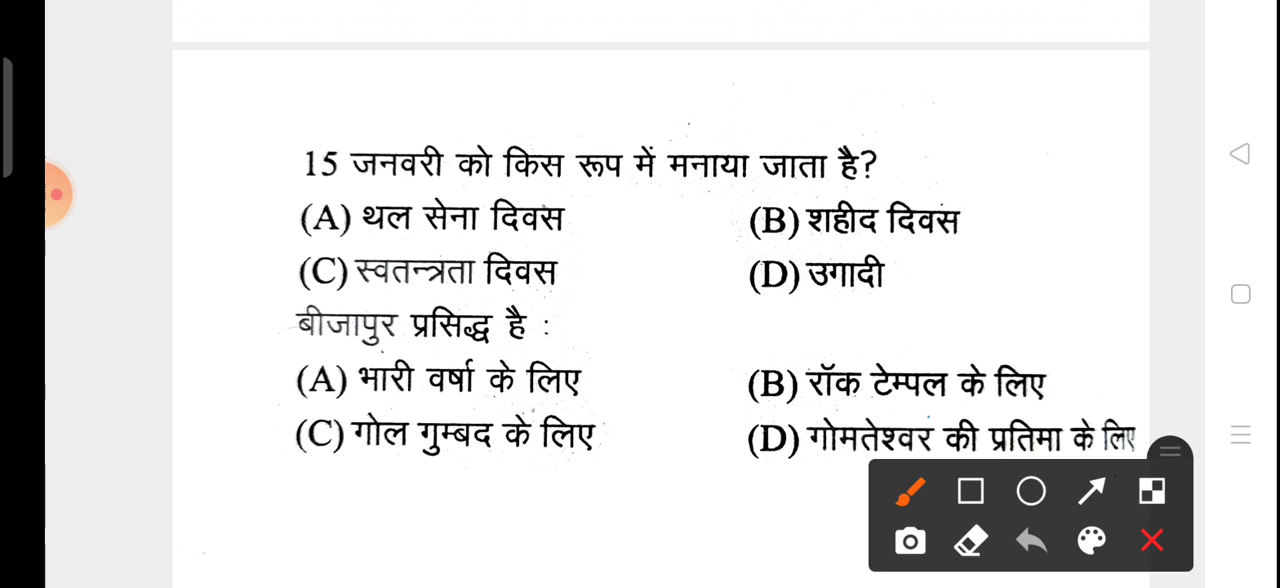 15 जनवरी को किस रूप में मनाया जाता है?
(A) थल सेना दिवस (B) शहीद दिवस
(C) स्वतन्त्रता दिवस (D) उगादी
बीजापुर प्रसिद्ध है :
(A) भारी वर्षा के लिए (B) रॉक टेम्पल के लिए
(C) गोल गुम्बद के लिए (D) गोमतेश्वर की प्रतिमा के लिए